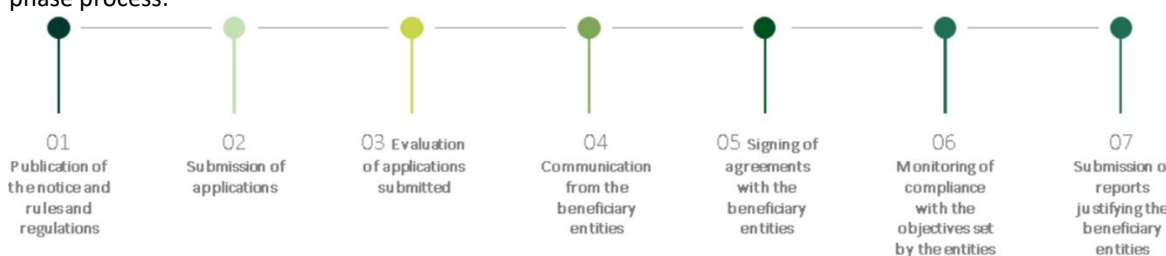 phase process:
01
Publication of
the notice and
rules and
regulations
02
Submission of
applications
03 Evaluation
of applications
submitted
04
Communication
from the
beneficiary
entities
05 Signing of
agreements
with the
beneficiary
entities
06
Monitoring of
compliance
with the
objectives set
by the entities
07
Submission o
reports
justifying the
beneficiary
entities